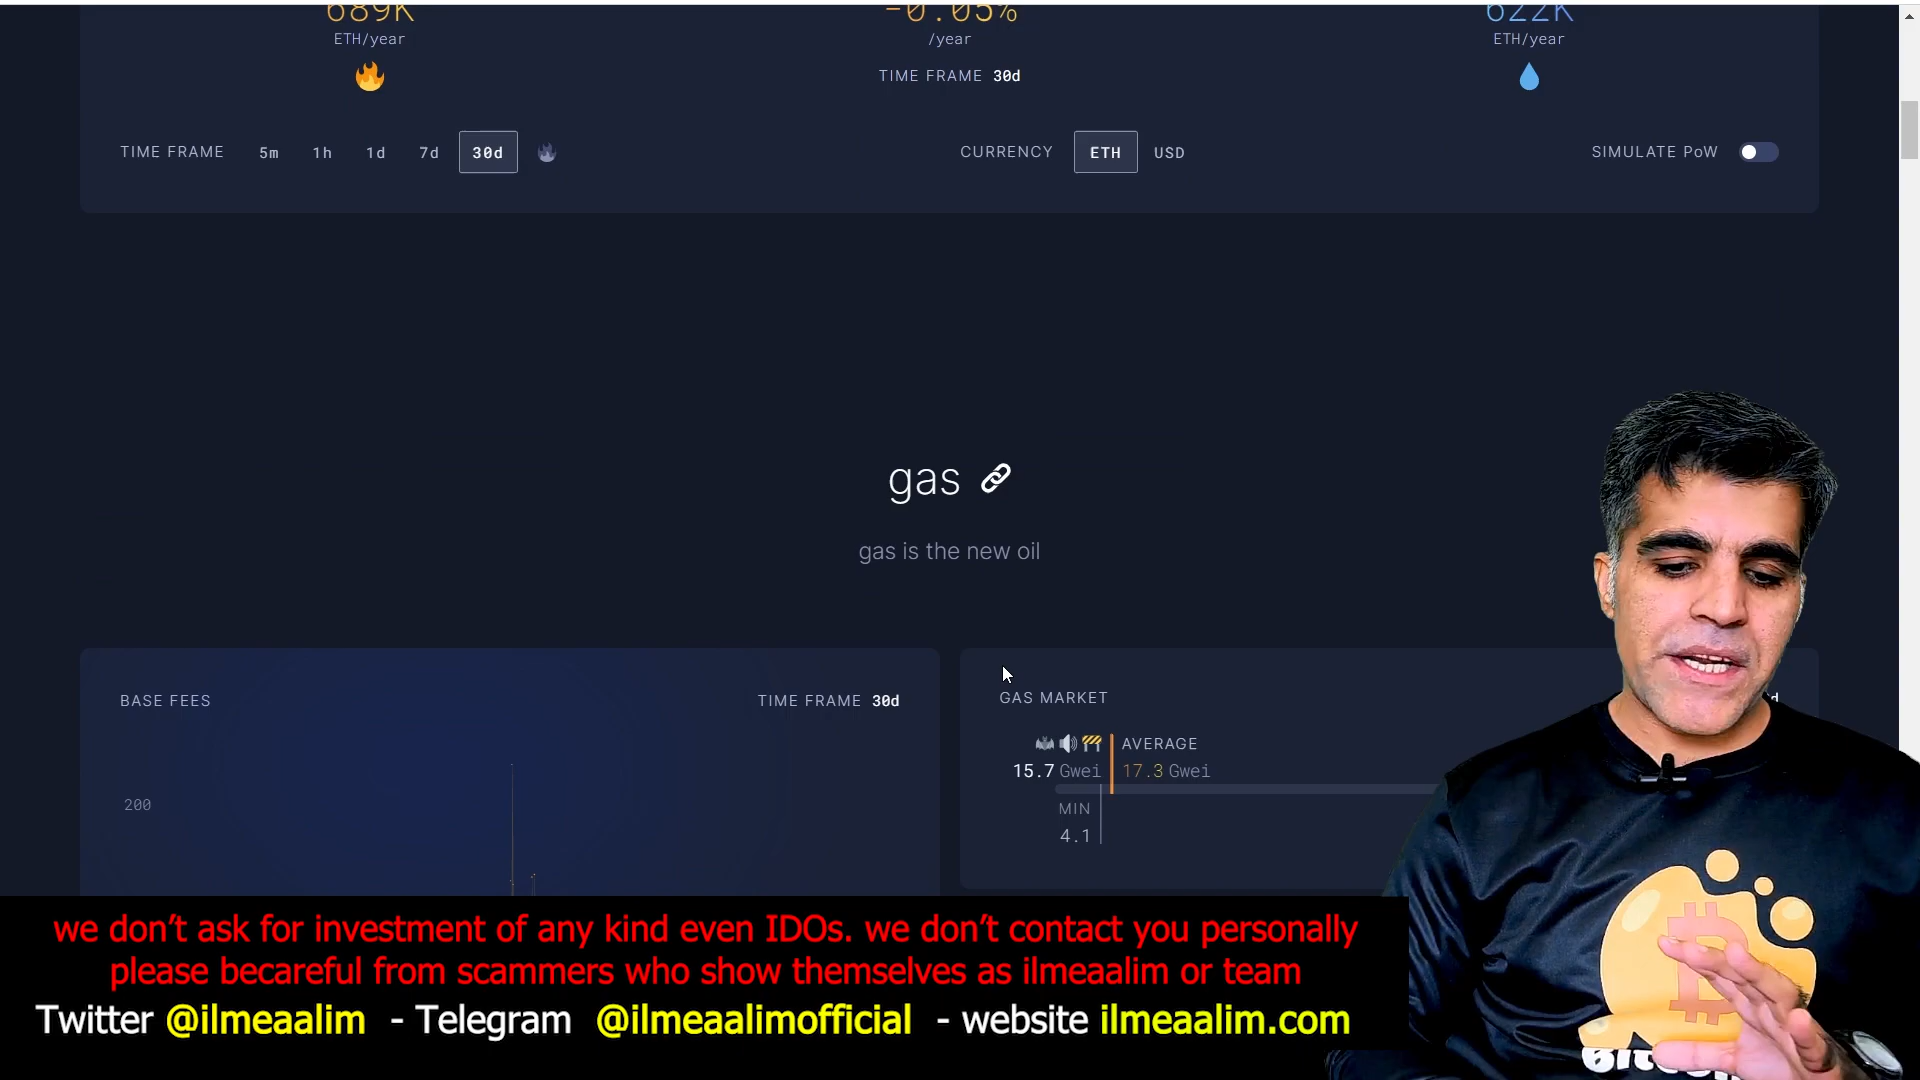 689K
-0.05%
622K
ETH/year
/year
ETH/year
TIME FRAME 30d
TIME FRAME 5m 1h 1d 7d 30d
CURRENCY ETH USD
SIMULATE PoW
gas
gas is the new oil
BASE FEES
TIME FRAME 30d
200
GAS MARKET
d
AVERAGE
15.7 Gwei
17.3 Gwei
MIN
4.1
we don't ask for investment of any kind even IDOs. we don't contact you personally
please becareful from scammers who show themselves as ilmeaalim or team
Twitter @ilmeaalim - Telegram @ilmeaalimofficial - website ilmeaalim.com